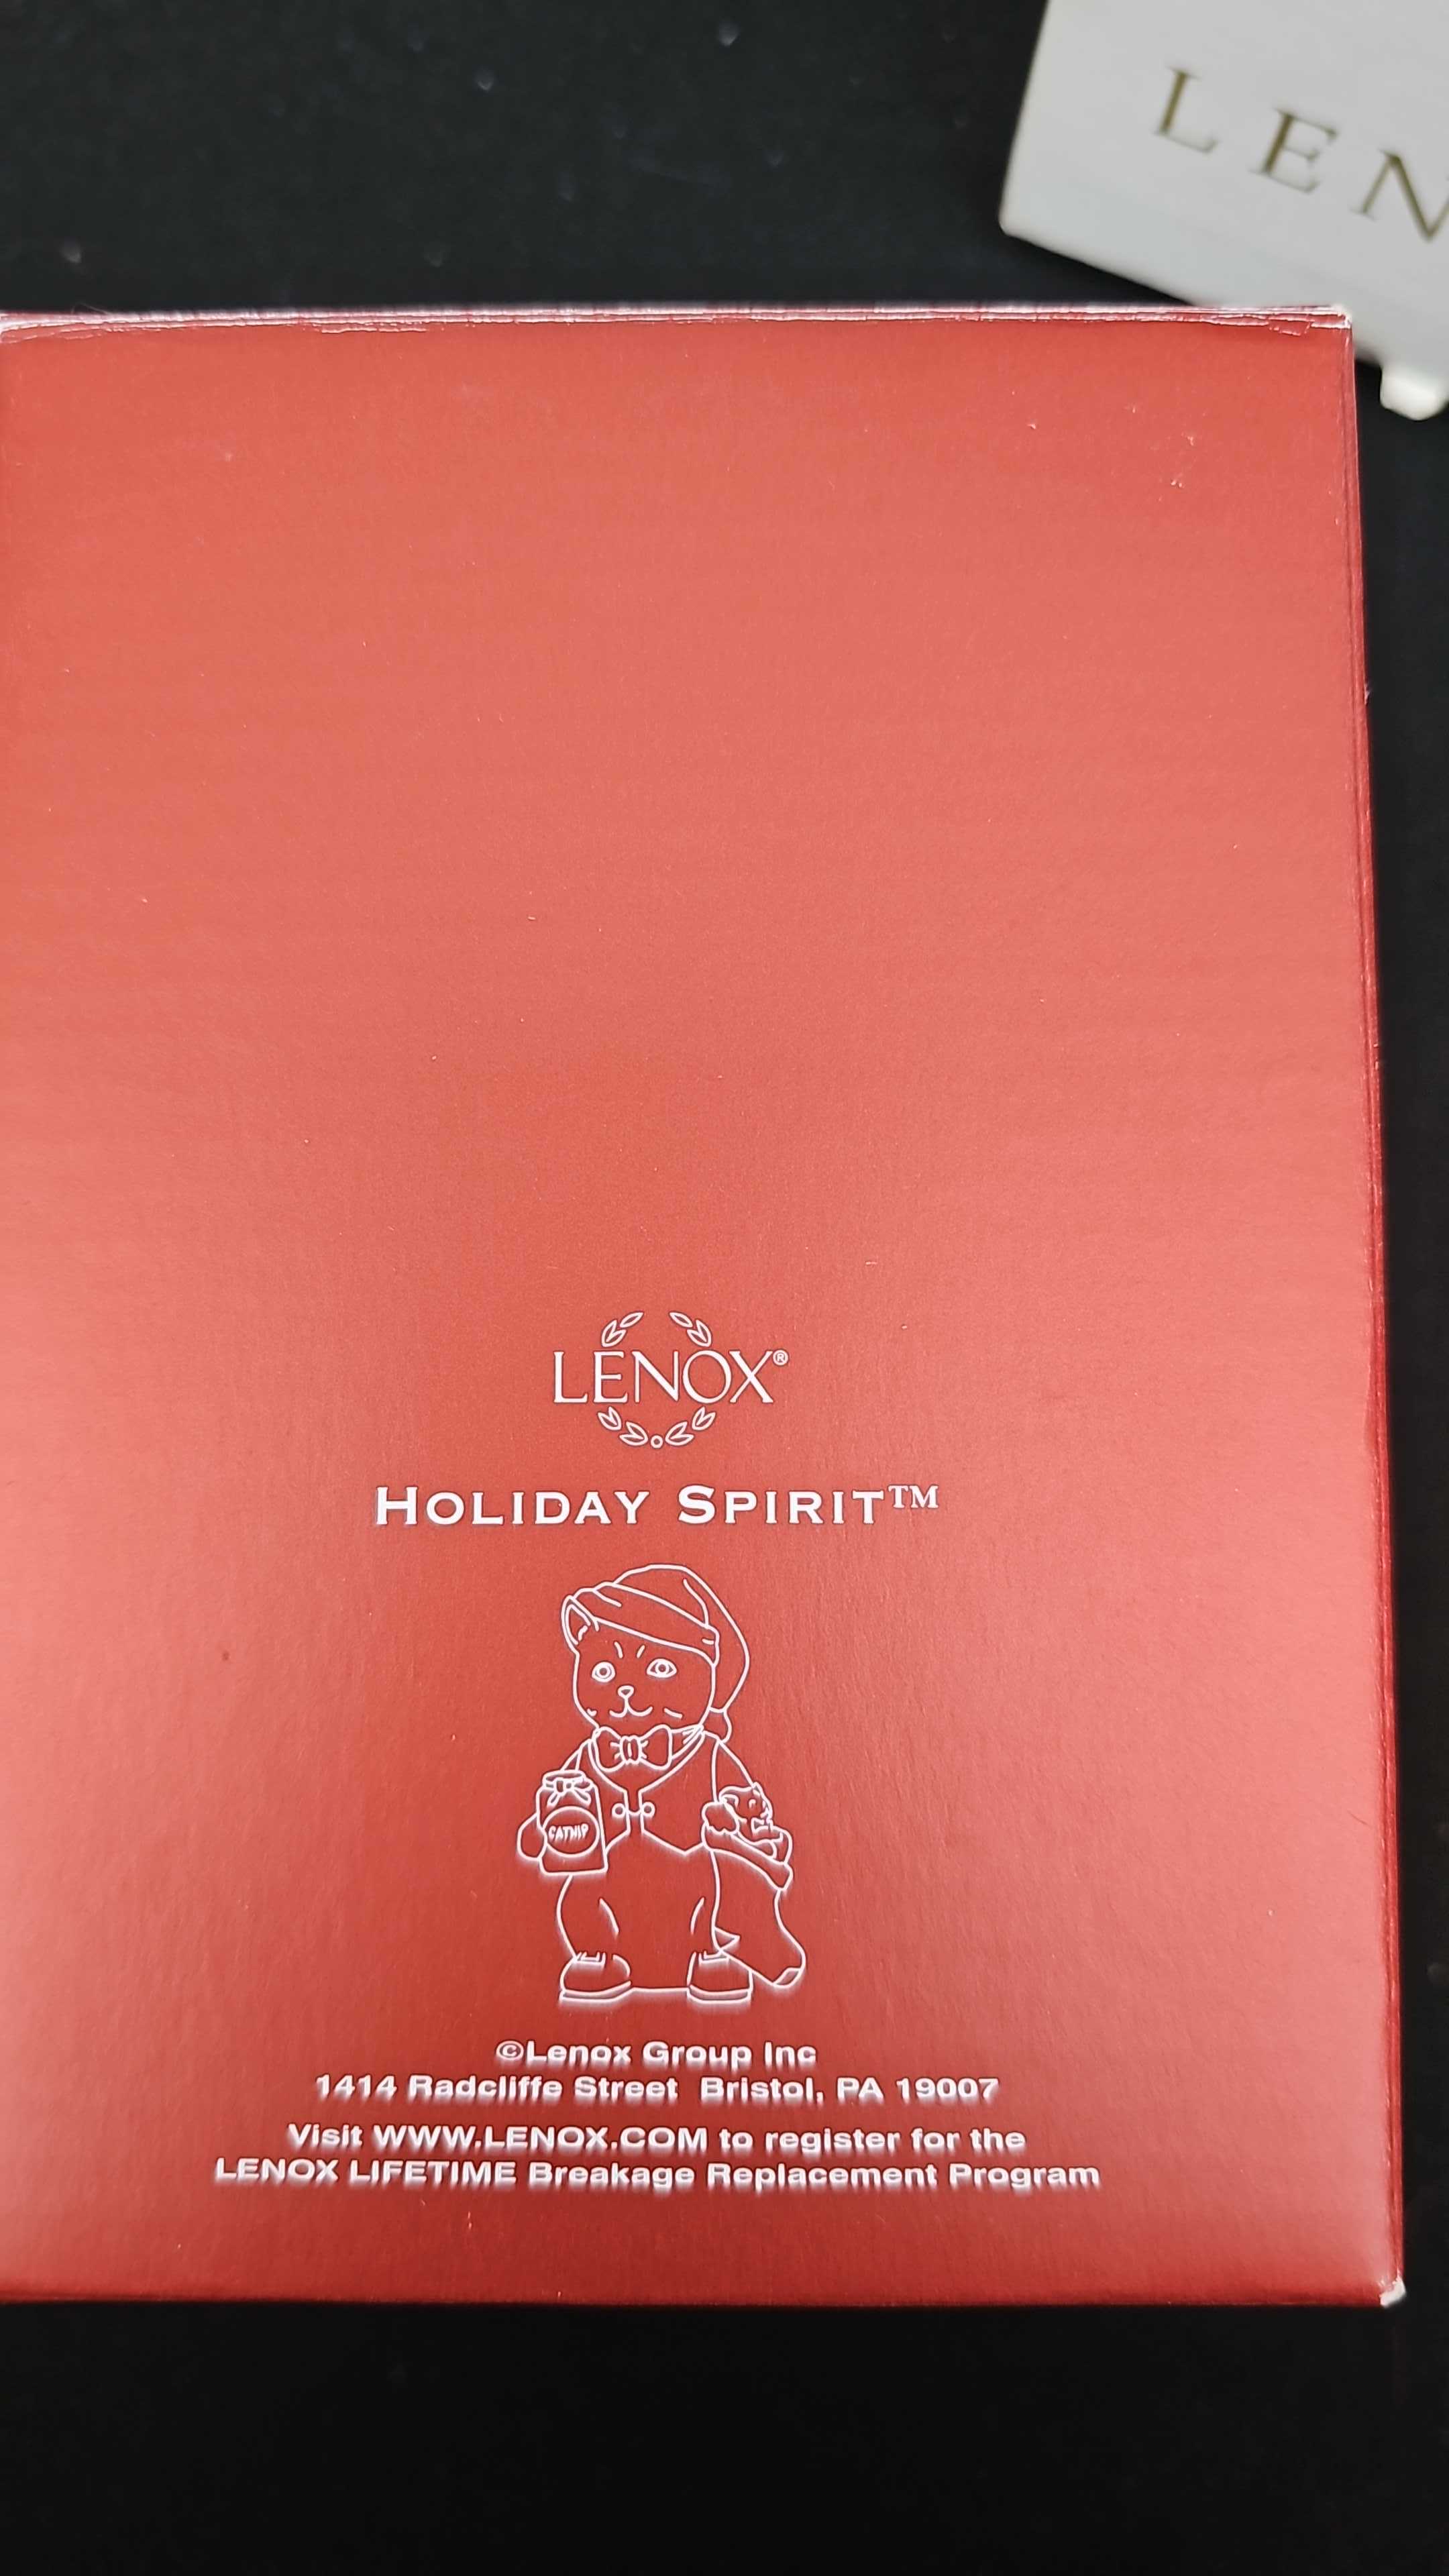 LEN
LENOX®
HOLIDAY SPIRIT™
CATNIP
©Lenox Group Inc
1414 Radcliffe Street Bristol, PA 19007
Visit WWW.LENOX.COM to register for the
LENOX LIFETIME Breakage Replacement Program